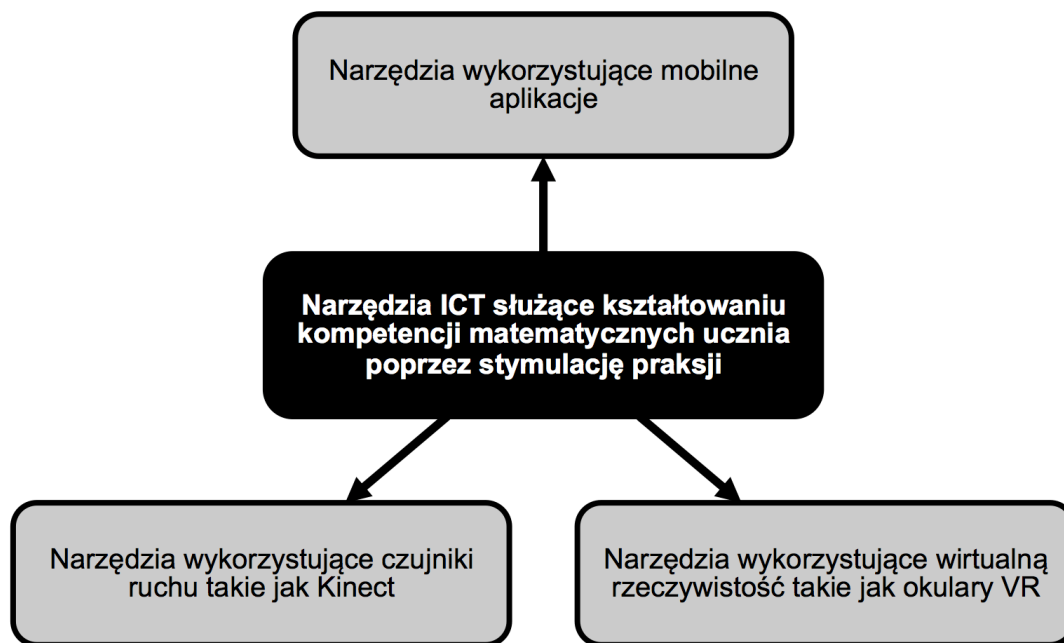 Narzędzia wykorzystujące mobilne
aplikacje
Narzędzia ICT służące kształtowaniu
kompetencji matematycznych ucznia
poprzez stymulację praksji
Narzędzia wykorzystujące czujniki
ruchu takie jak Kinect
Narzędzia wykorzystujące wirtualną
rzeczywistość takie jak okulary VR